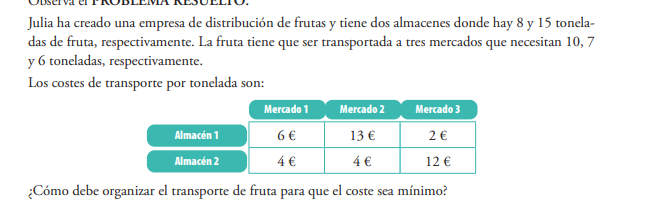 Observa el PROBLEMA RESUELTO.
Julia ha creado una empresa de distribución de frutas y tiene dos almacenes donde hay 8 y 15 tonela-
das de fruta, respectivamente. La fruta tiene que ser transportada a tres mercados que necesitan 10, 7
y 6 toneladas, respectivamente.
Los costes de transporte por tonelada son:
Mercado 1 Mercado 2 Mercado 3
Almacén 1 6 € 13 € 2 €
Almacén 2 4 € 4 € 12 €
¿Cómo debe organizar el transporte de fruta para que el coste sea mínimo?